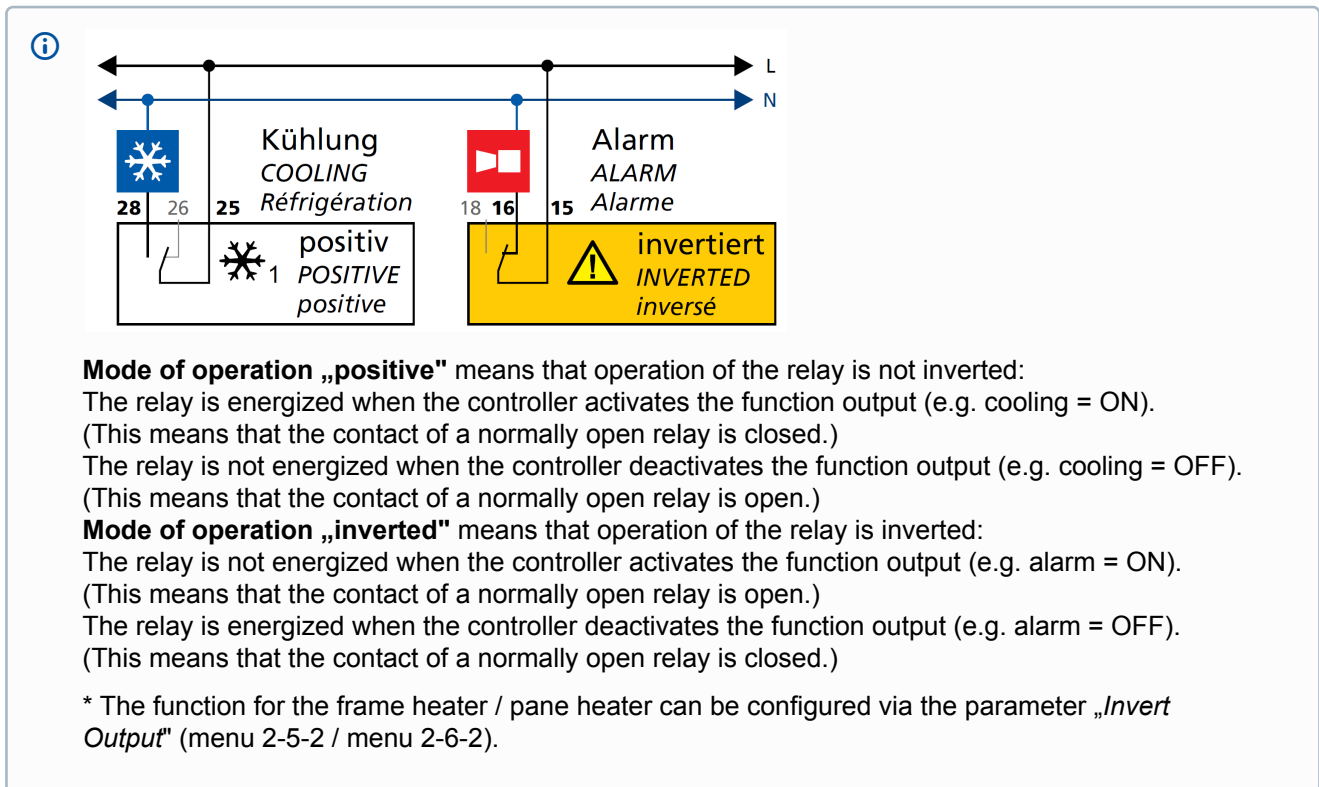 L
N
Kühlung
COOLING
Réfrigération
28 26 25
positiv
1 POSITIVE
positive
Alarm
ALARM
Alarme
18 16 15
invertiert
INVERTED
inversé
Mode of operation „positive" means that operation of the relay is not inverted:
The relay is energized when the controller activates the function output (e.g. cooling = ON).
(This means that the contact of a normally open relay is closed.)
The relay is not energized when the controller deactivates the function output (e.g. cooling = OFF).
(This means that the contact of a normally open relay is open.)
Mode of operation „inverted" means that operation of the relay is inverted:
The relay is not energized when the controller activates the function output (e.g. alarm = ON).
(This means that the contact of a normally open relay is open.)
The relay is energized when the controller deactivates the function output (e.g. alarm = OFF).
(This means that the contact of a normally open relay is closed.)
* The function for the frame heater / pane heater can be configured via the parameter „Invert
Output" (menu 2-5-2 / menu 2-6-2).